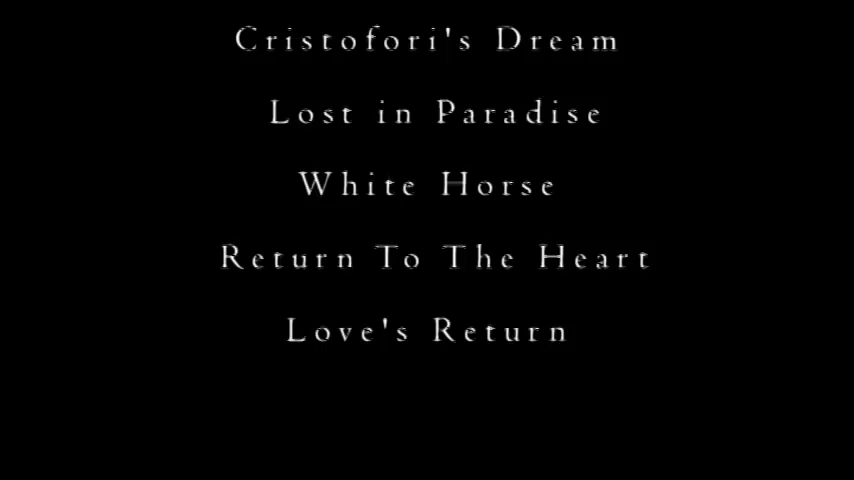 Cristofori's Dream
Lost in Paradise
White Horse
Return To The Heart
Love's Return